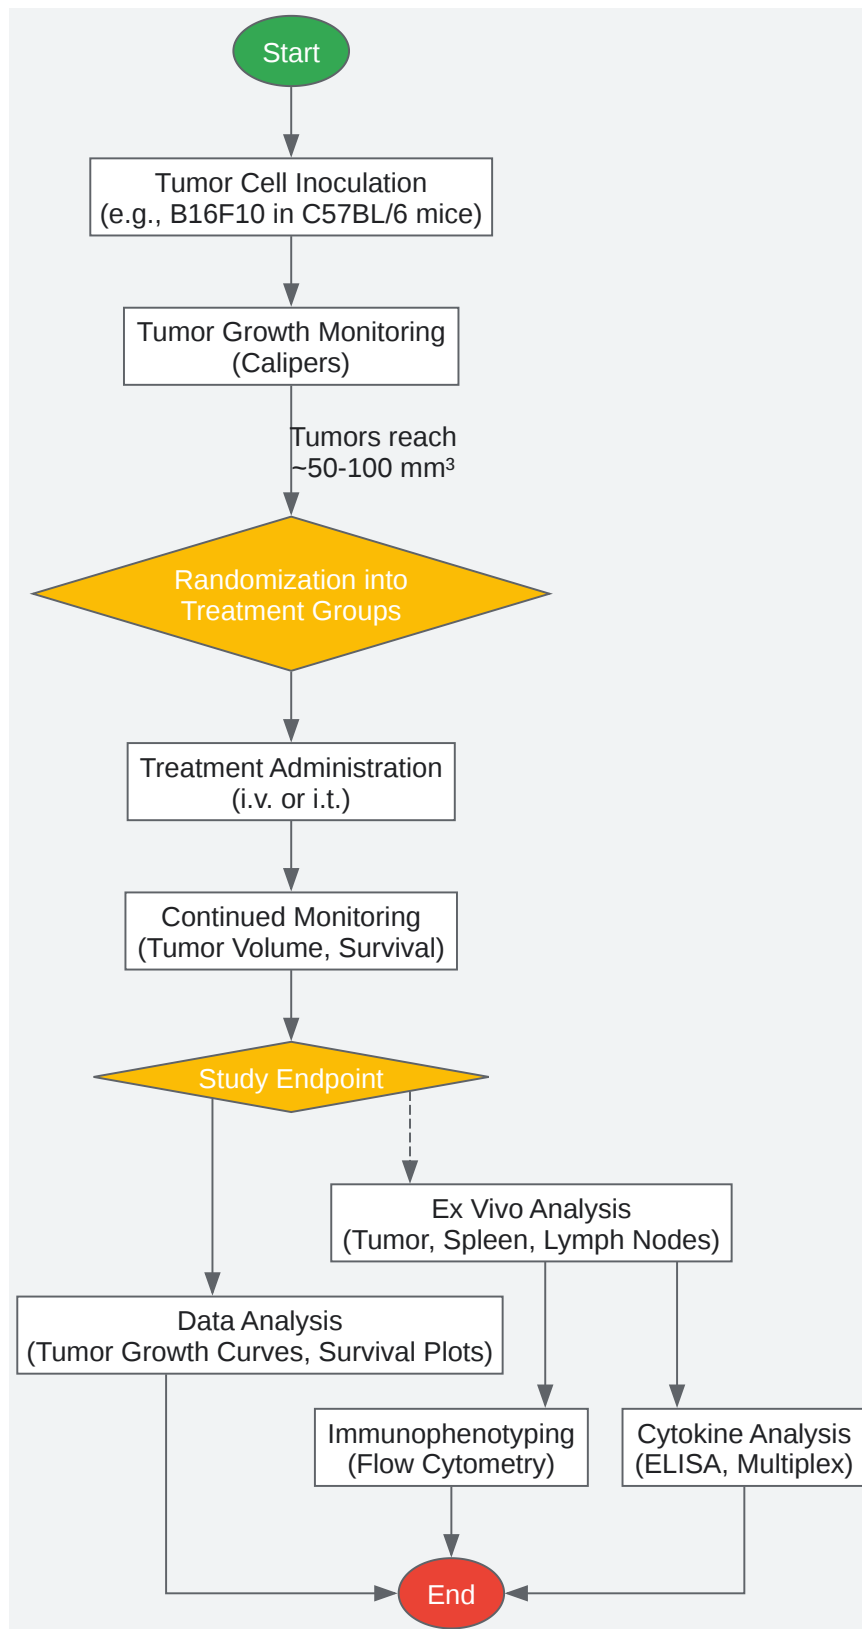 Start
Tumor Cell Inoculation
(e.g., B16F10 in C57BL/6 mice)
Tumor Growth Monitoring
(Calipers)
Tumors reach
~50-100 mm³
Randomization into
Treatment Groups
Treatment Administration
(i.v. or i.t.)
Continued Monitoring
(Tumor Volume, Survival)
Study Endpoint
Ex Vivo Analysis
(Tumor, Spleen, Lymph Nodes)
Data Analysis
(Tumor Growth Curves, Survival Plots)
Immunophenotyping
(Flow Cytometry)
Cytokine Analysis
(ELISA, Multiplex)
End